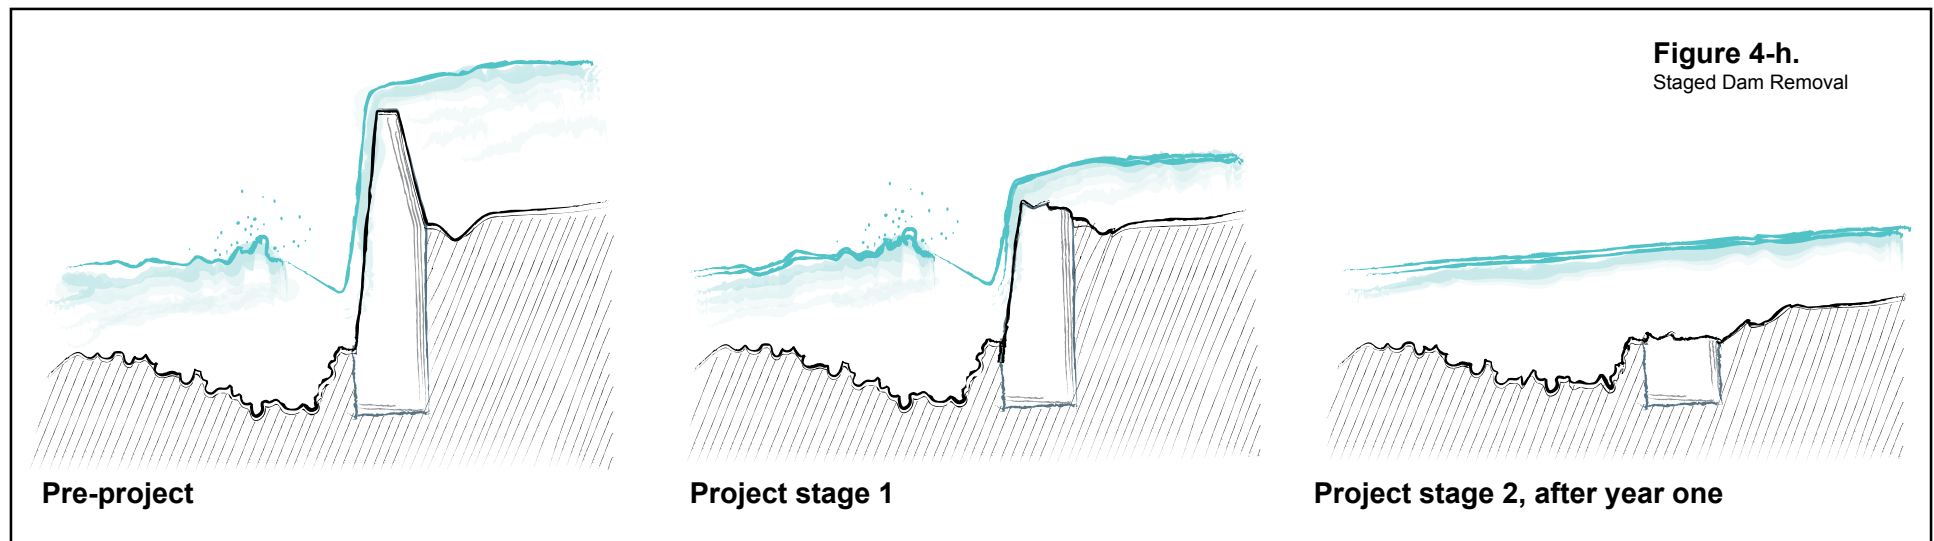 Figure 4-h.
Staged Dam Removal
Pre-project
Project stage 1
Project stage 2, after year one